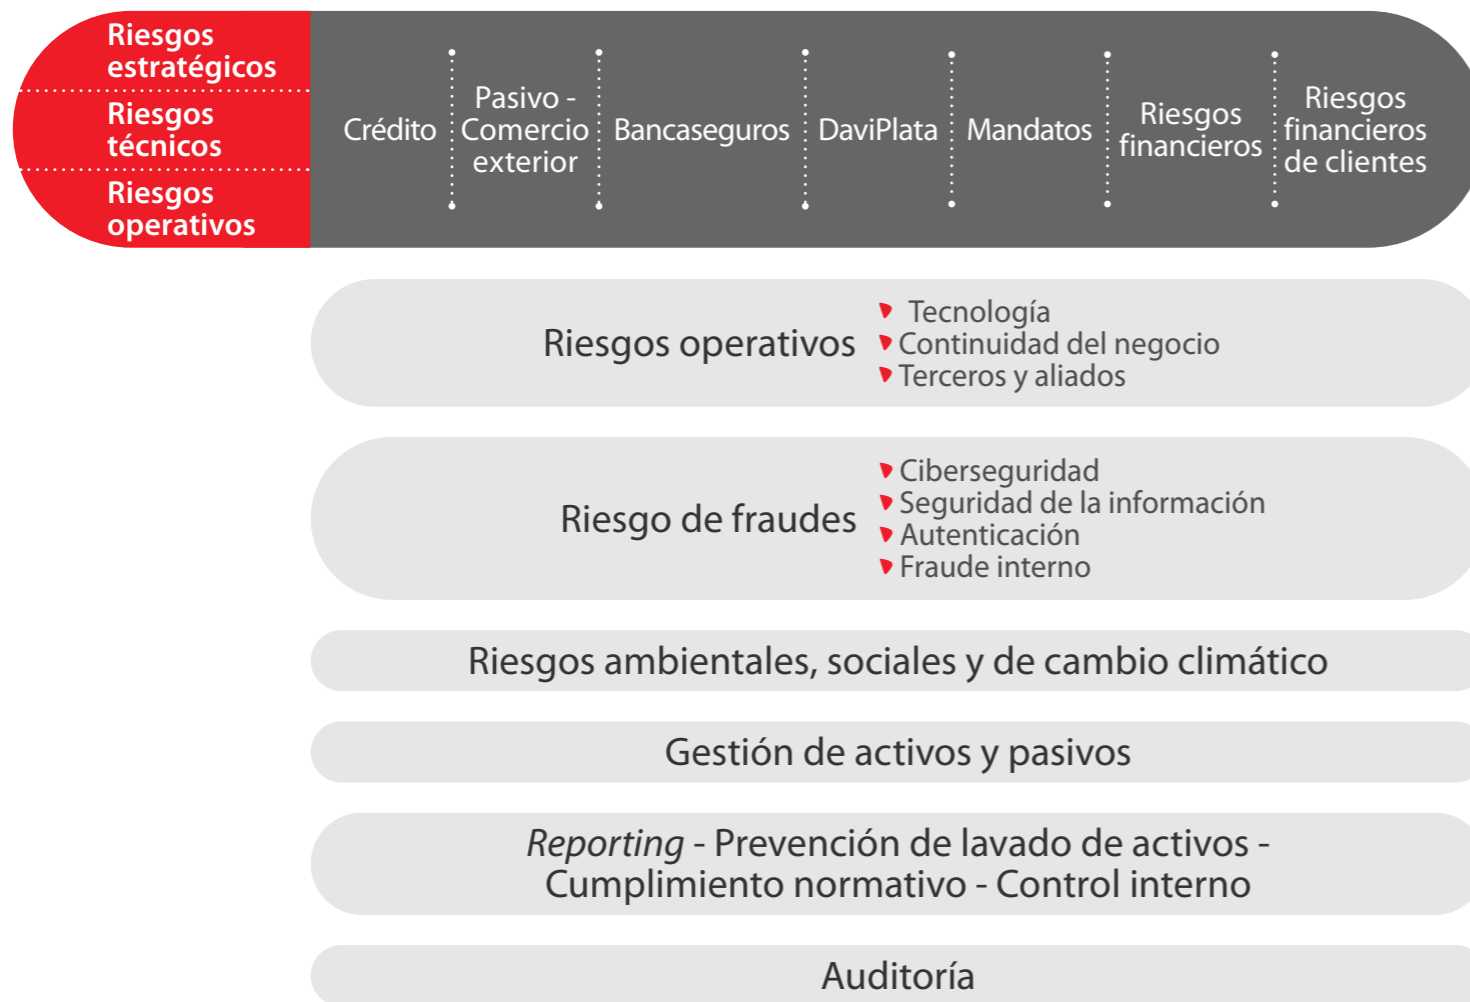 Riesgos
estratégicos
Riesgos
técnicos
Riesgos
operativos
Crédito
Pasivo -
Comercio
exterior
Bancaseguros
DaviPlata
Mandatos
Riesgos
financieros
Riesgos
financieros
de clientes
Riesgos operativos
Tecnología
Continuidad del negocio
Terceros y aliados
Riesgo de fraudes
Ciberseguridad
Seguridad de la información
Autenticación
Fraude interno
Riesgos ambientales, sociales y de cambio climático
Gestión de activos y pasivos
Reporting - Prevención de lavado de activos -
Cumplimiento normativo - Control interno
Auditoría